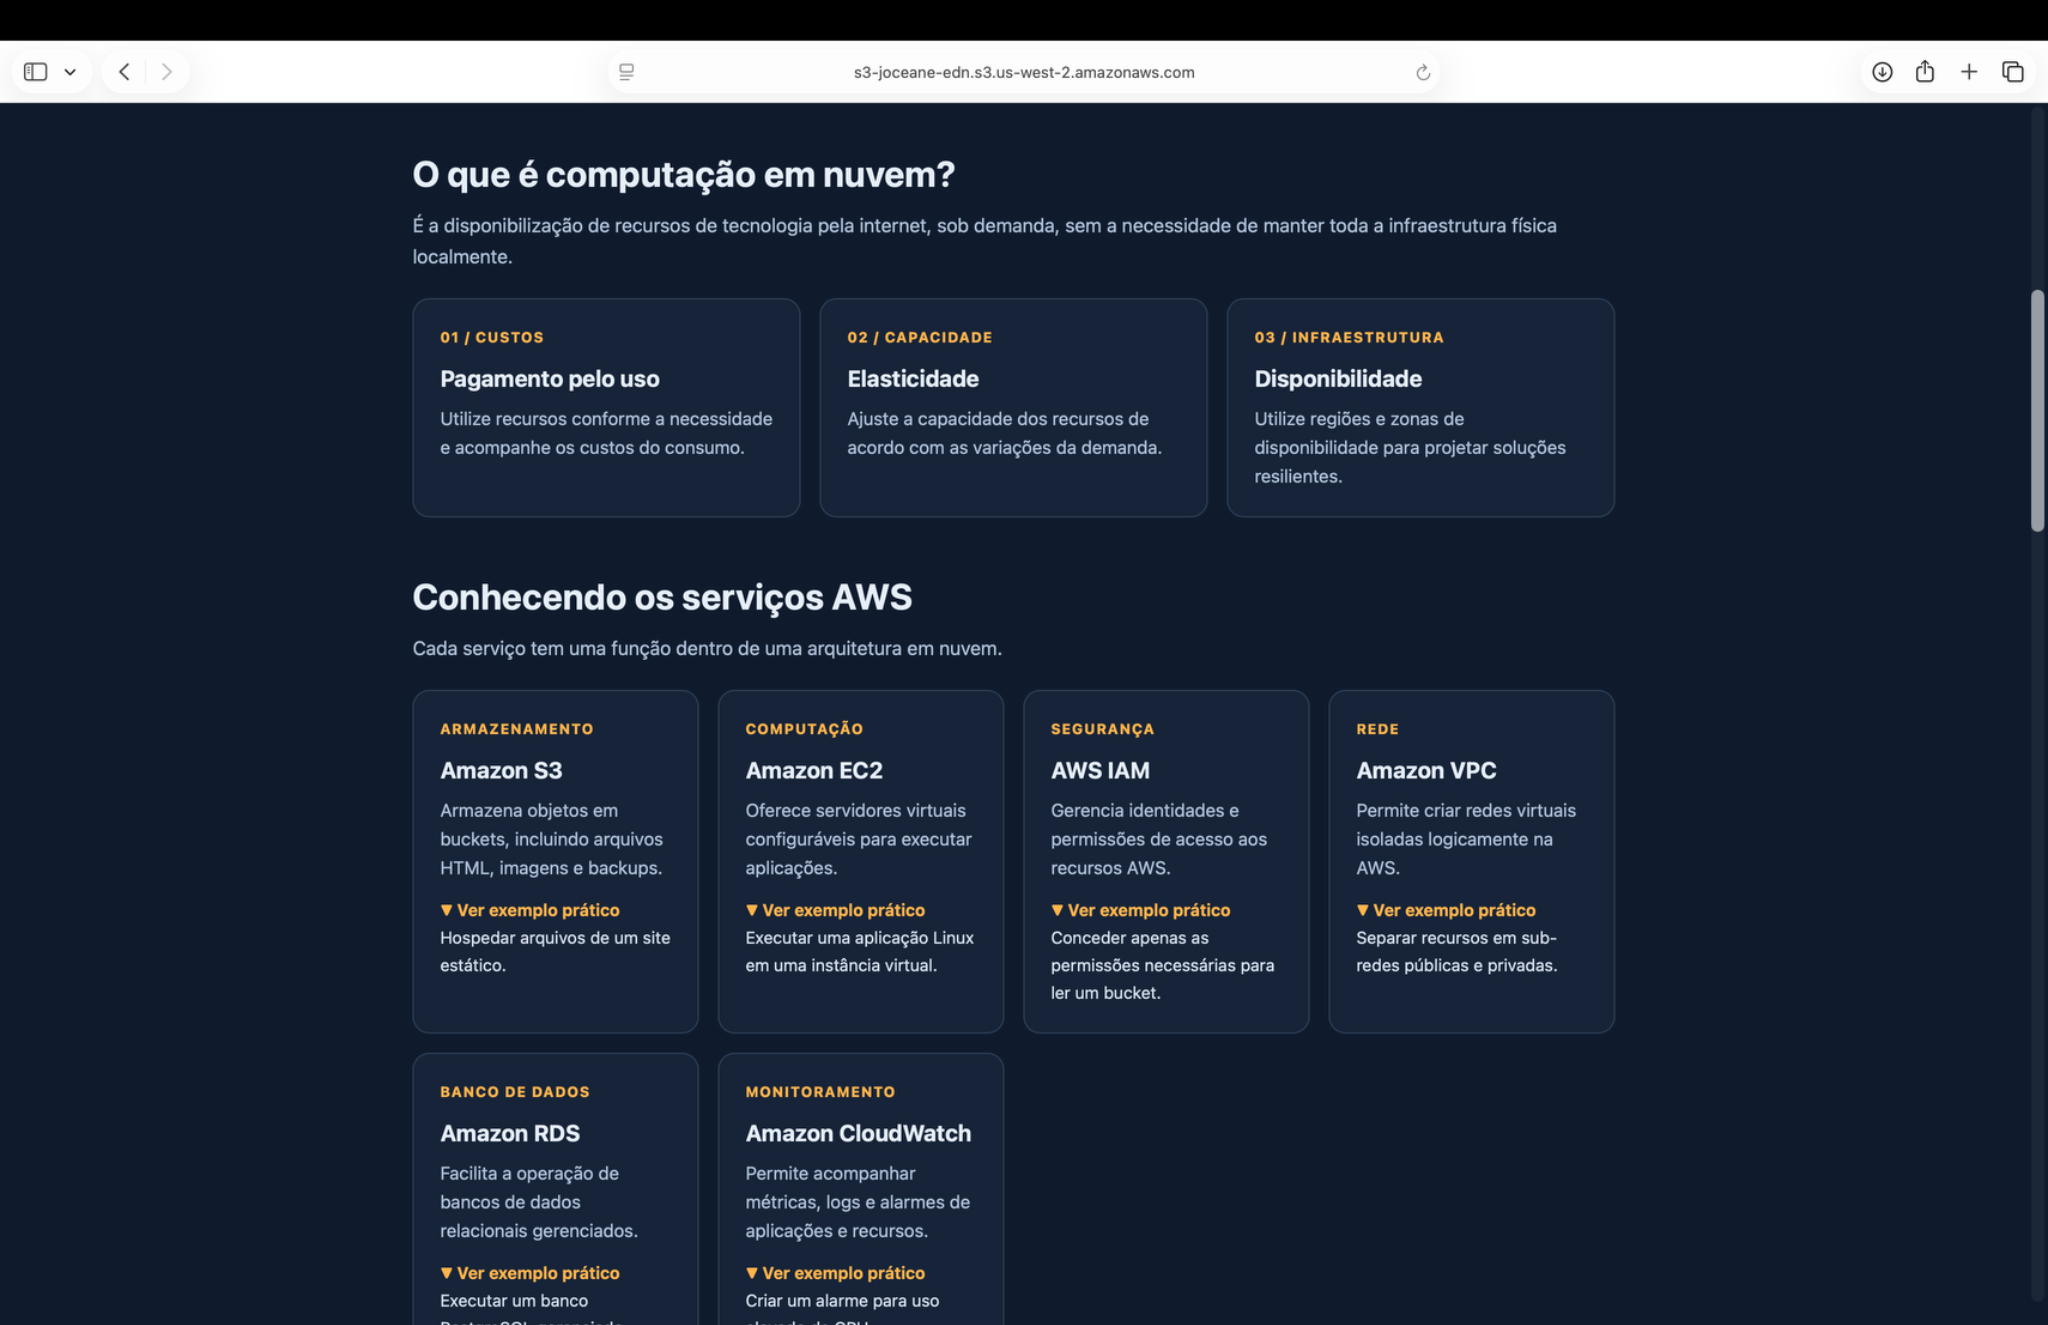 s3-joceane-edn.s3.us-west-2.amazonaws.com
O que é computação em nuvem?
É a disponibilização de recursos de tecnologia pela internet, sob demanda, sem a necessidade de manter toda a infraestrutura física
localmente.
01 / CUSTOS
Pagamento pelo uso
Utilize recursos conforme a necessidade
e acompanhe os custos do consumo.
02 / CAPACIDADE
Elasticidade
Ajuste a capacidade dos recursos de
acordo com as variações da demanda.
03 / INFRAESTRUTURA
Disponibilidade
Utilize regiões e zonas de
disponibilidade para projetar soluções
resilientes.
Conhecendo os serviços AWS
Cada serviço tem uma função dentro de uma arquitetura em nuvem.
ARMAZENAMENTO
Amazon S3
Armazena objetos em
buckets, incluindo arquivos
HTML, imagens e backups.
▼ Ver exemplo prático
Hospedar arquivos de um site
estático.
COMPUTAÇÃO
Amazon EC2
Oferece servidores virtuais
configuráveis para executar
aplicações.
▼ Ver exemplo prático
Executar uma aplicação Linux
em uma instância virtual.
SEGURANÇA
AWS IAM
Gerencia identidades e
permissões de acesso aos
recursos AWS.
▼ Ver exemplo prático
Conceder apenas as
permissões necessárias para
ler um bucket.
REDE
Amazon VPC
Permite criar redes virtuais
isoladas logicamente na
AWS.
▼ Ver exemplo prático
Separar recursos em sub-
redes públicas e privadas.
BANCO DE DADOS
Amazon RDS
Facilita a operação de
bancos de dados
relacionais gerenciados.
▼ Ver exemplo prático
Executar um banco
MONITORAMENTO
Amazon CloudWatch
Permite acompanhar
métricas, logs e alarmes de
aplicações e recursos.
▼ Ver exemplo prático
Criar um alarme para uso